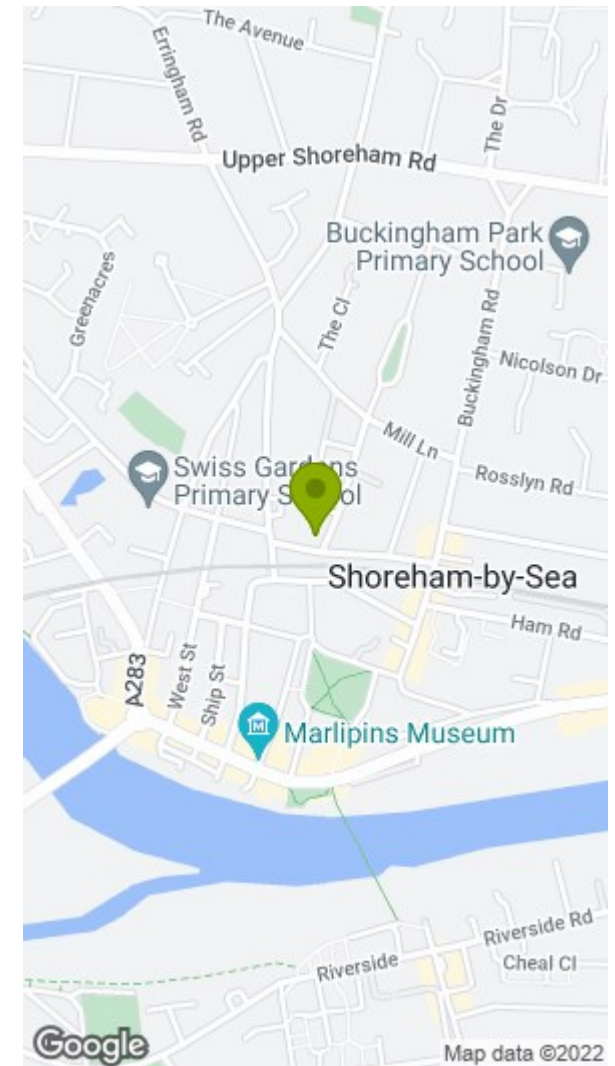 The Avenue
Erringham Rd
The Dr
Upper Shoreham Rd
Buckingham Park
Primary School
Greenacres
The Cl
Buckingham Rd
Nicolson Dr
Mill Ln
Swiss Gardens
Primary School
Rosslyn Rd
Shoreham-by-Sea
Ham Rd
A283
West St
Ship St
M
Marlipins Museum
Riverside Rd
Riverside
Cheal Cl
Google
Map data ©2022